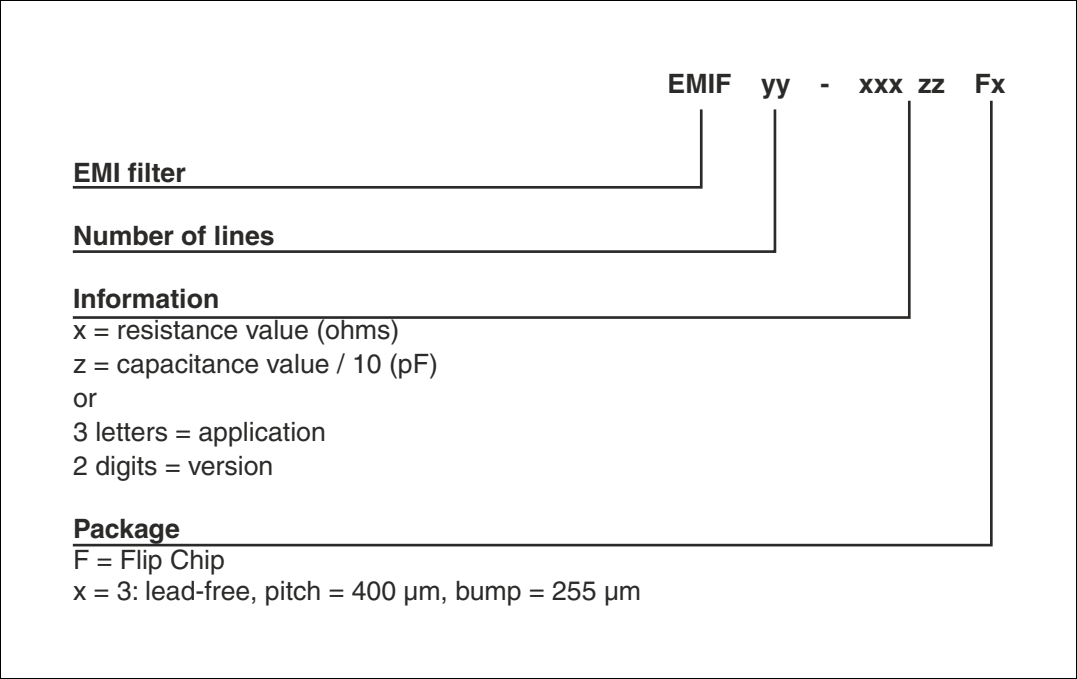 EMIF yy - xxx zz Fx
EMI filter
Number of lines
Information
x = resistance value (ohms)
z = capacitance value / 10 (pF)
or
3 letters = application
2 digits = version
Package
F = Flip Chip
x = 3: lead-free, pitch = 400 µm, bump = 255 µm